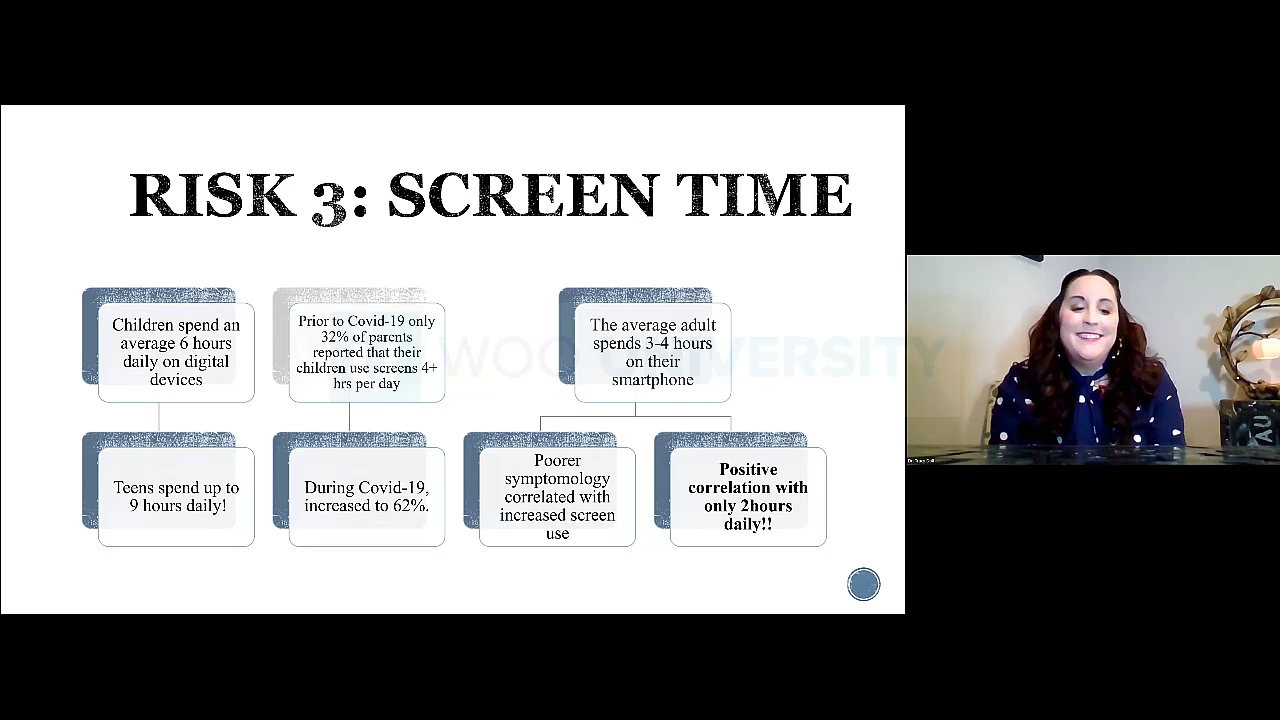 RISK 3: SCREEN TIME
Children spend an
average 6 hours
daily on digital
devices
Prior to Covid-19 only
32% of parents
reported that their
children use screens 4+
hrs per day
The average adult
spends 3-4 hours
on their
smartphone
WOO UNIVERSITY
Teens spend up to
9 hours daily!
During Covid-19,
increased to 62%.
Poorer
symptomology
correlated with
increased screen
use
Positive
correlation with
only 2hours
daily!!
AU